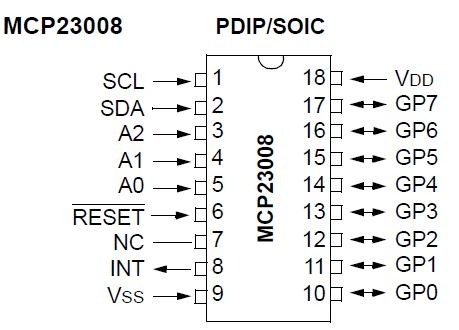 MCP23008 PDIP/SOIC
SCL 1 18 VDD
SDA 2 17 GP7
A2 3 16 GP6
A1 4 15 GP5
A0 5 14 GP4
RESET 6 13 GP3
NC 7 12 GP2
INT 8 11 GP1
VSS 9 10 GP0
MCP23008